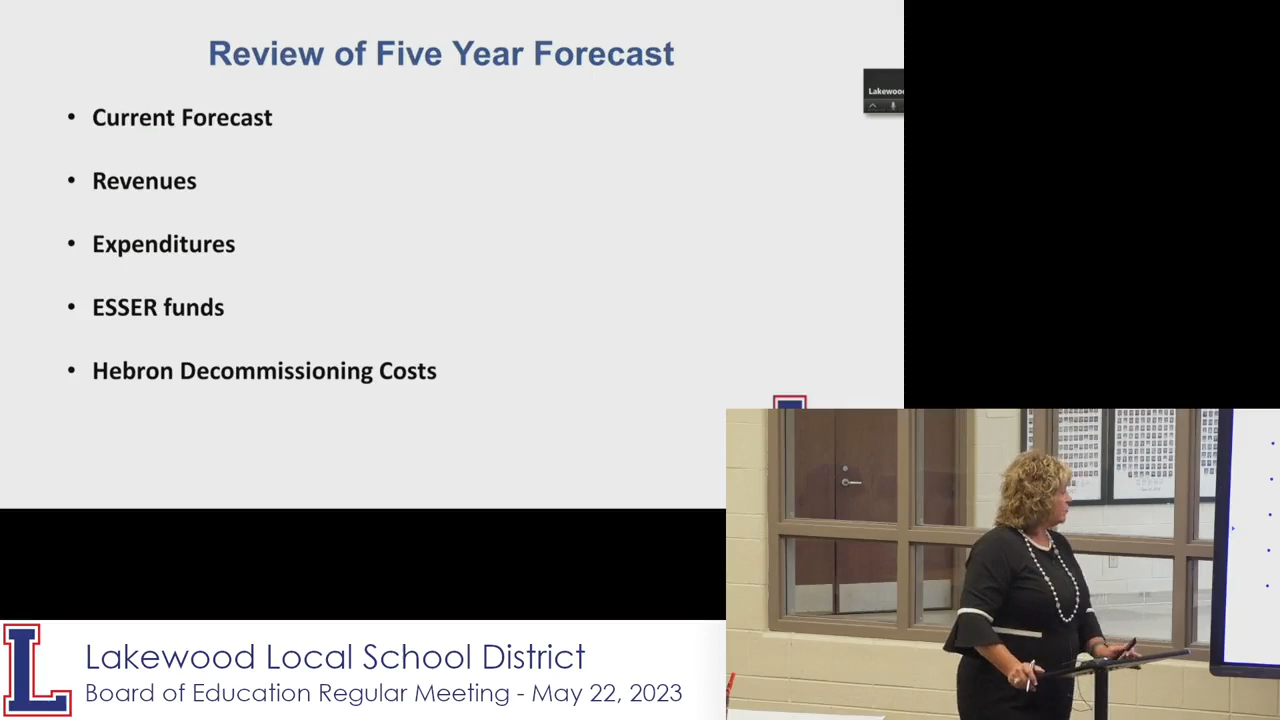 Review of Five Year Forecast
• Current Forecast
• Revenues
• Expenditures
• ESSER funds
• Hebron Decommissioning Costs
Lakewood
L
Lakewood Local School District
Board of Education Regular Meeting - May 22, 2023